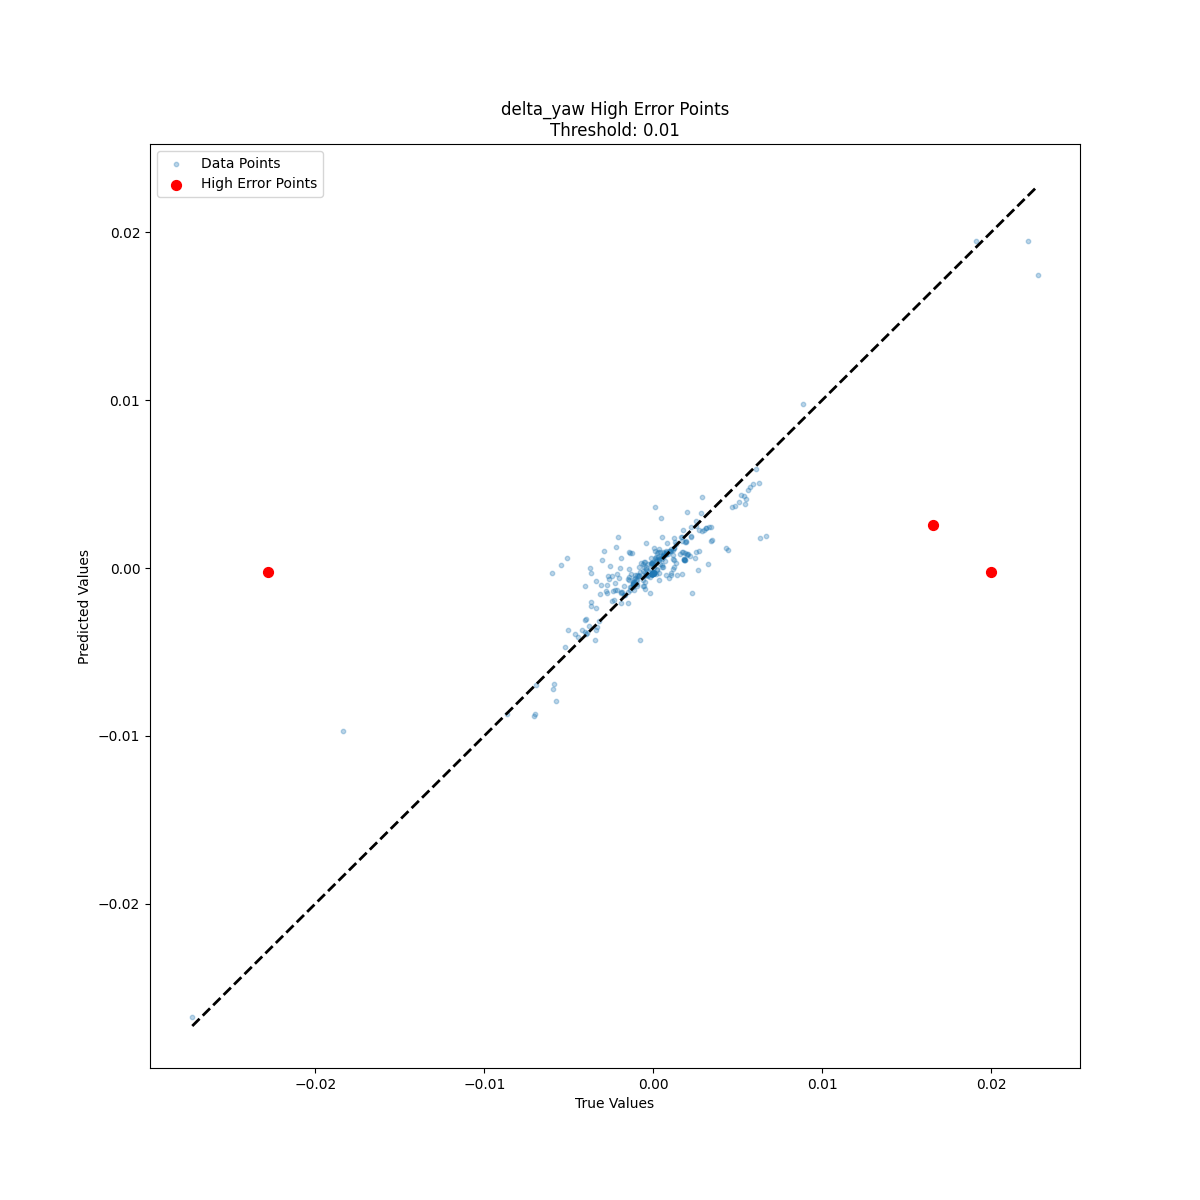 delta_yaw High Error Points
Threshold: 0.01
Data Points
High Error Points
0.02
0.01
0.00
−0.01
−0.02
Predicted Values
−0.02
−0.01
0.00
0.01
0.02
True Values